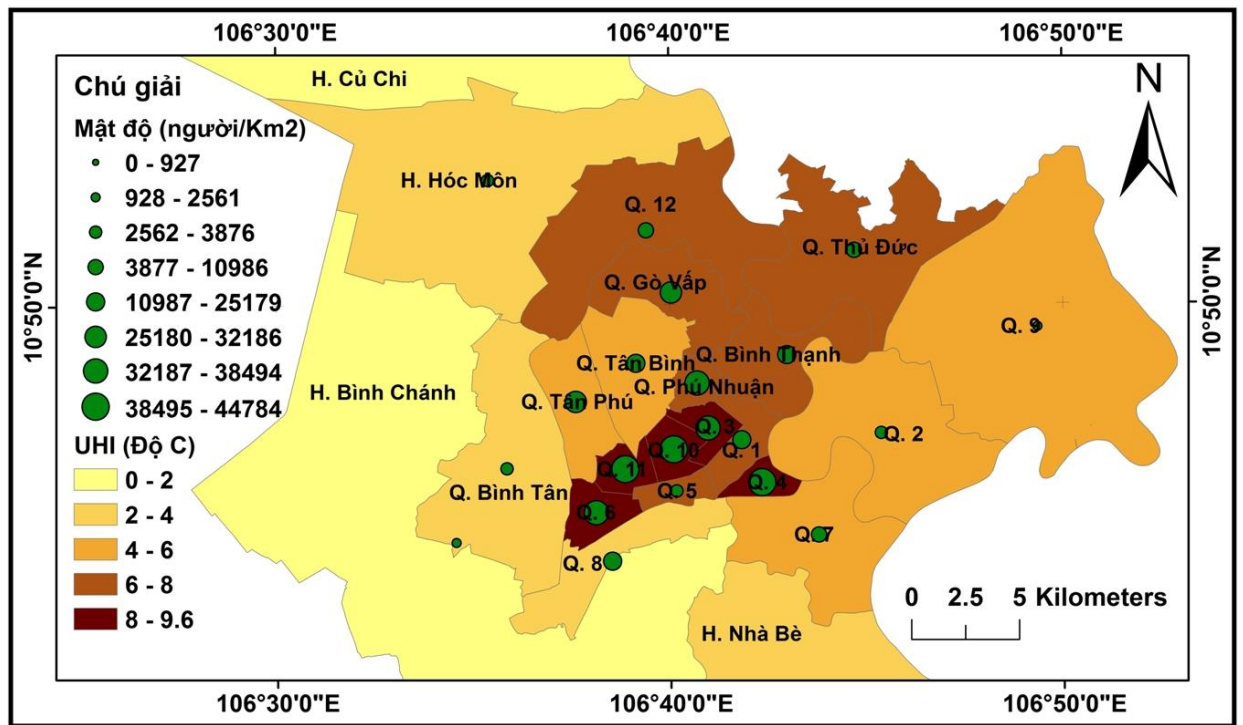 106°30'0"E 106°40'0"E 106°50'0"E
N
Chú giải
Mật độ (người/Km2)
0 - 927
928 - 2561
2562 - 3876
3877 - 10986
10987 - 25179
25180 - 32186
32187 - 38494
38495 - 44784
UHI (Độ C)
0 - 2
2 - 4
4 - 6
6 - 8
8 - 9.6
H. Củ Chi
H. Hóc Môn
Q. 12
Q. Thủ Đức
Q. Gò Vấp
Q. 9
Q. Bình Thạnh
Q. Tân Bình
Q. Phú Nhuận
H. Bình Chánh
Q. Tân Phú
Q. 3
Q. 2
Q. 10
Q. 1
Q. 11
Q. 4
Q. Bình Tân
Q. 5
Q. 6
Q. 7
Q. 8
H. Nhà Bè
0 2.5 5 Kilometers
10°50'0"N
10°50'0"N
106°30'0"E 106°40'0"E 106°50'0"E